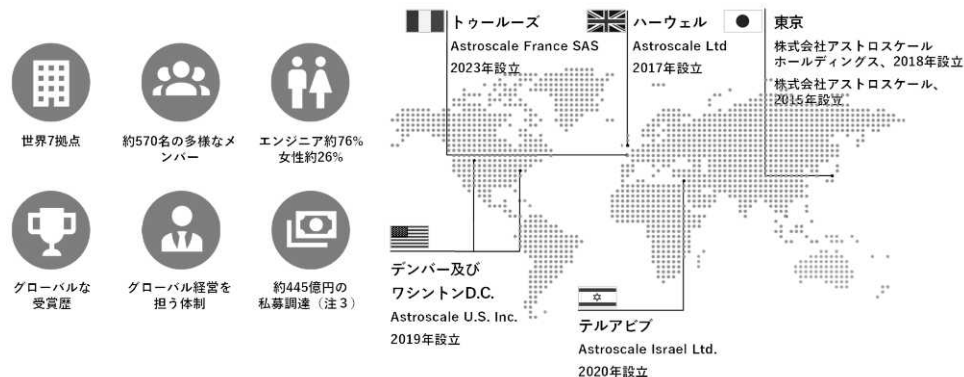 世界7拠点
約570名の多様なメ
ンバー
エンジニア約76%
女性約26%
グローバルな
受賞歴
グローバル経営を
担う体制
約445億円の
私募調達（注３）
トゥールーズ
Astroscale France SAS
2023年設立
ハーウェル
Astroscale Ltd
2017年設立
東京
株式会社アストロスケール
ホールディングス、2018年設立
株式会社アストロスケール、
2015年設立
デンバー及び
ワシントンD.C.
Astroscale U.S. Inc.
2019年設立
テルアビブ
Astroscale Israel Ltd.
2020年設立